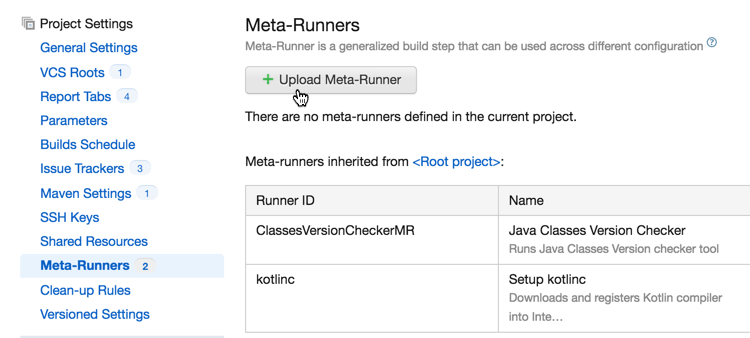 Project Settings
General Settings
VCS Roots 1
Report Tabs 4
Parameters
Builds Schedule
Issue Trackers 3
Maven Settings 1
SSH Keys
Shared Resources
Meta-Runners 2
Clean-up Rules
Versioned Settings
Meta-Runners
Meta-Runner is a generalized build step that can be used across different configuration ?
+ Upload Meta-Runner
There are no meta-runners defined in the current project.
Meta-runners inherited from <Root project>:
Runner ID Name
ClassesVersionCheckerMR Java Classes Version Checker
Runs Java Classes Version checker tool
kotlinc Setup kotlinc
Downloads and registers Kotlin compiler
into Inte…